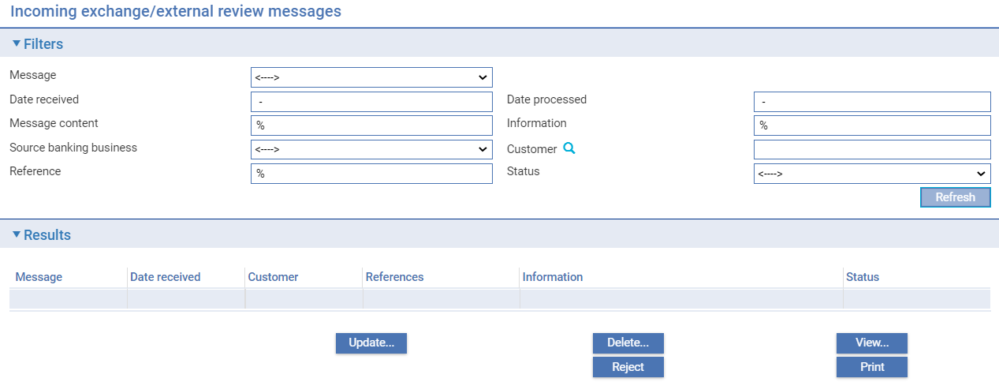 Incoming exchange/external review messages
Filters
Message <---->
Date received - Date processed -
Message content % Information %
Source banking business <----> Customer
Reference % Status <---->
Refresh
Results
Message Date received Customer References Information Status
Update... Delete... View...
Reject Print